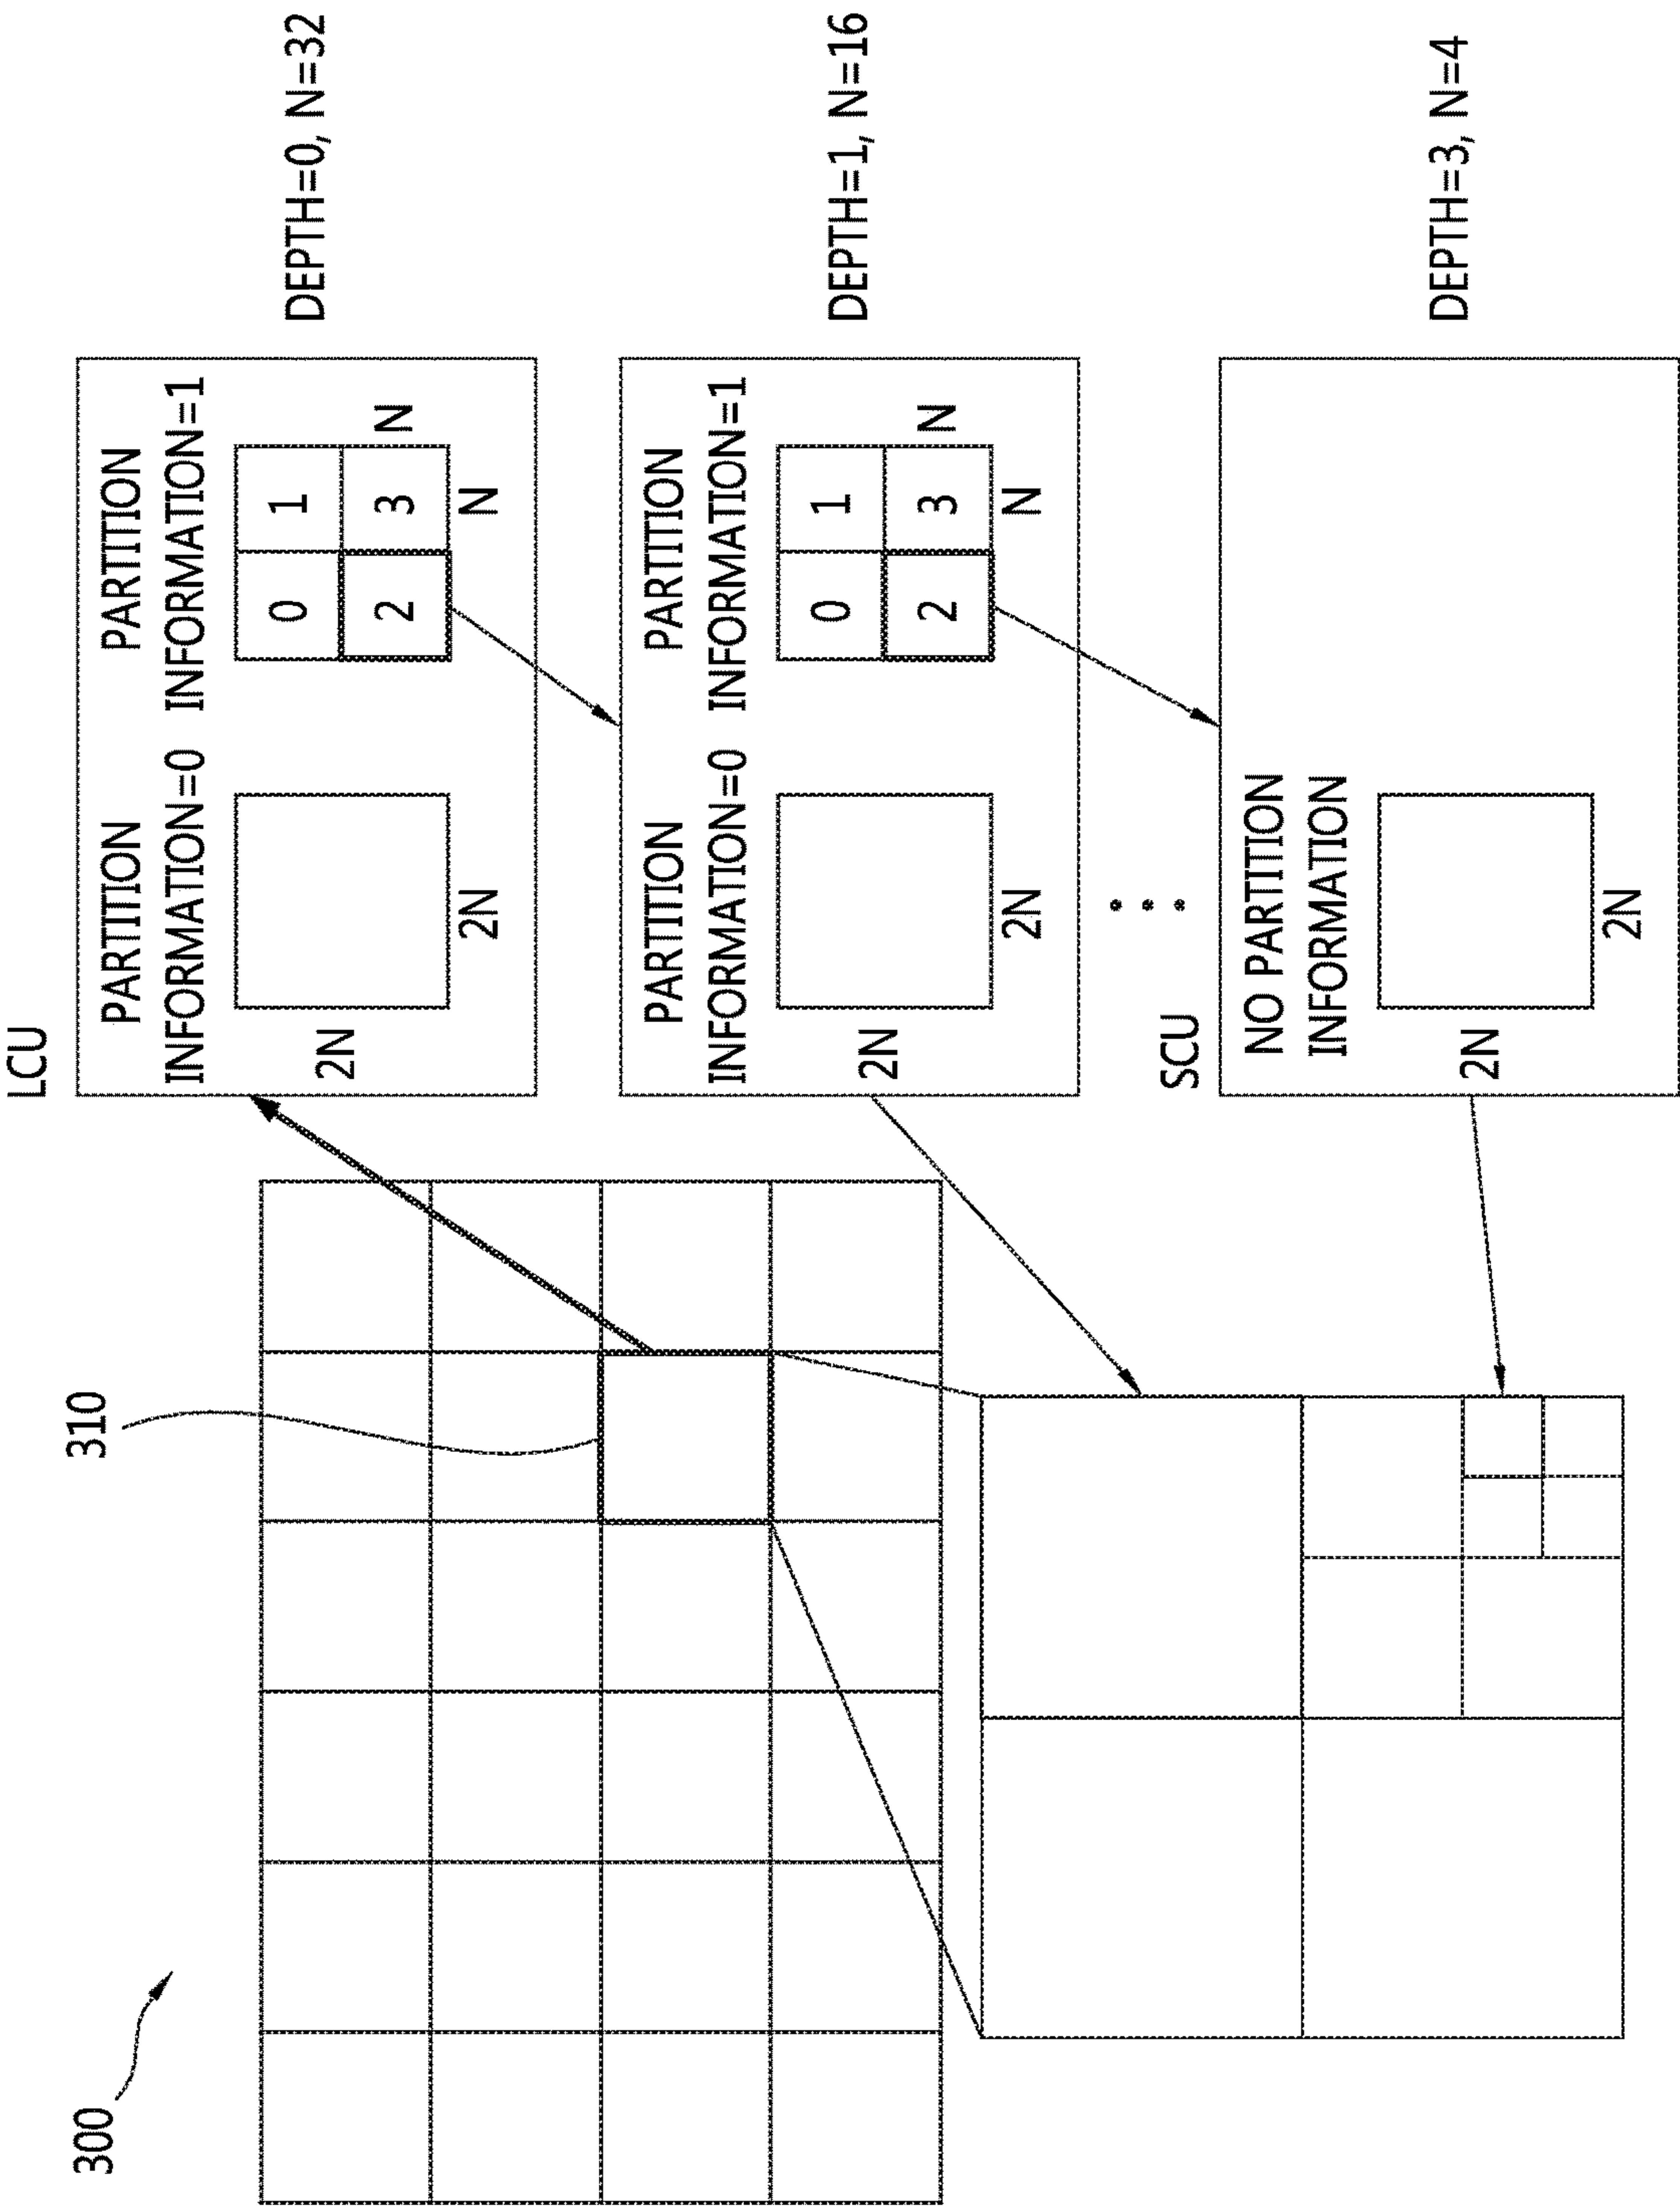 300
310
LCU
PARTITION
INFORMATION=0
PARTITION
INFORMATION=1
2N
2N
0
1
2
3
N
N
DEPTH=0, N=32
PARTITION
INFORMATION=0
PARTITION
INFORMATION=1
2N
2N
0
1
2
3
N
N
DEPTH=1, N=16
SCU
NO PARTITION
INFORMATION
2N
2N
DEPTH=3, N=4